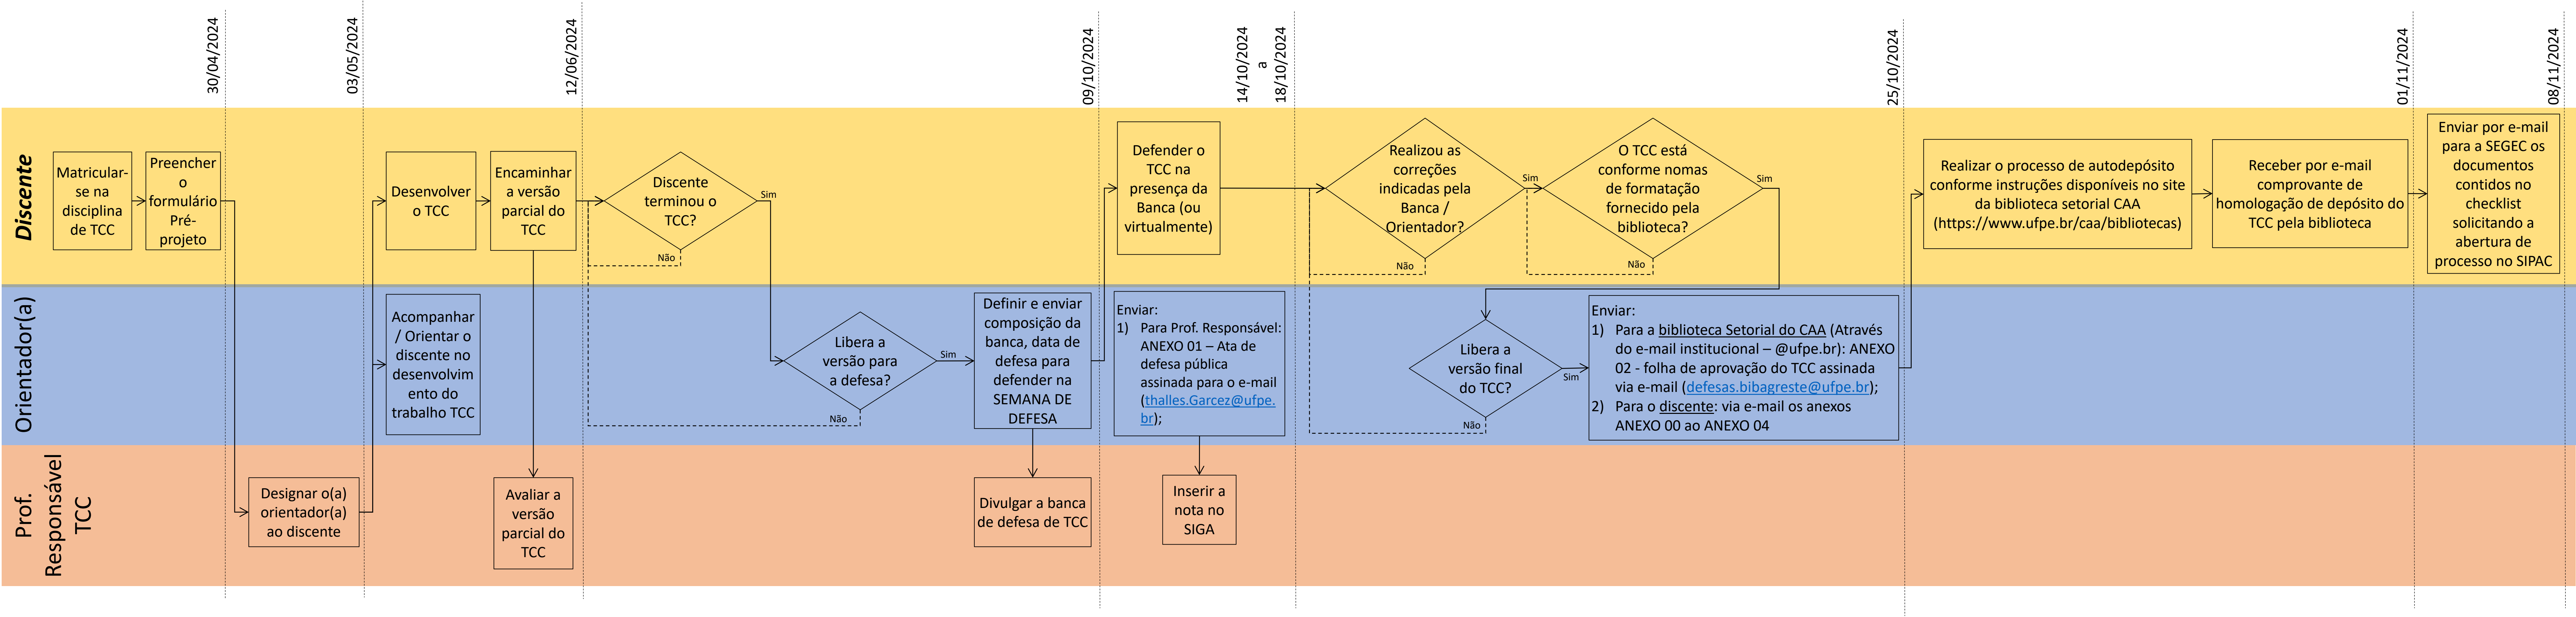 30/04/2024
03/05/2024
12/06/2024
09/10/2024
14/10/2024
a
18/10/2024
25/10/2024
01/11/2024
08/11/2024
Discente
Matricular-
se na
disciplina
de TCC
Preencher
o
formulário
Pré-
projeto
Desenvolver
o TCC
Encaminhar
a versão
parcial do
TCC
Discente
terminou o
TCC?
Sim
Não
Defender o
TCC na
presença da
Banca (ou
virtualmente)
Realizou as
correções
indicadas pela
Banca /
Orientador?
Sim
Não
O TCC está
conforme nomas
de formatação
fornecido pela
biblioteca?
Sim
Não
Realizar o processo de autodepósito
conforme instruções disponíveis no site
da biblioteca setorial CAA
(https://www.ufpe.br/caa/bibliotecas)
Receber por e-mail
comprovante de
homologação de depósito do
TCC pela biblioteca
Enviar por e-mail
para a SEGEC os
documentos
contidos no
checklist
solicitando a
abertura de
processo no SIPAC
Orientador(a)
Acompanhar
/ Orientar o
discente no
desenvolvim
ento do
trabalho TCC
Libera a
versão para
a defesa?
Sim
Não
Definir e enviar
composição da
banca, data de
defesa para
defender na
SEMANA DE
DEFESA
Enviar:
1) Para Prof. Responsável:
ANEXO 01 – Ata de
defesa pública
assinada para o e-mail
(thalles.Garcez@ufpe.
br);
Libera a
versão final
do TCC?
Sim
Não
Enviar:
1) Para a biblioteca Setorial do CAA (Através
do e-mail institucional – @ufpe.br): ANEXO
02 - folha de aprovação do TCC assinada
via e-mail (defesas.bibagreste@ufpe.br);
2) Para o discente: via e-mail os anexos
ANEXO 00 ao ANEXO 04
Prof.
Responsável
TCC
Designar o(a)
orientador(a)
ao discente
Avaliar a
versão
parcial do
TCC
Divulgar a banca
de defesa de TCC
Inserir a
nota no
SIGA